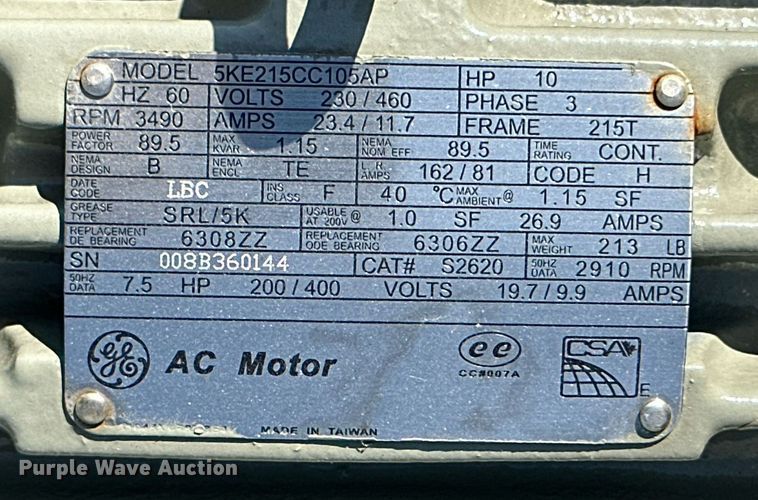 MODEL 5KE215CC105AP HP 10
HZ 60 VOLTS 230/460 PHASE 3
RPM 3490 AMPS 23.4/11.7 FRAME 215T
POWER FACTOR 89.5 MAX KVAR 1.15 NEMA NOM EFF 89.5 TIME RATING CONT.
NEMA DESIGN B NEMA ENCL TE L.R. AMPS 162/81 CODE H
DATE CODE LBC INS CLASS F 40 °C MAX AMBIENT@ 1.15 SF
GREASE TYPE SRL/5K USABLE @ AT 200V 1.0 SF 26.9 AMPS
REPLACEMENT DE BEARING 6308ZZ REPLACEMENT ODE BEARING 6306ZZ MAX WEIGHT 213 LB
SN 008B360144 CAT# S2620 50HZ DATA 2910 RPM
50HZ DATA 7.5 HP 200/400 VOLTS 19.7/9.9 AMPS
GE AC Motor ee CSA
CC#007A E
MADE IN TAIWAN
Purple Wave Auction